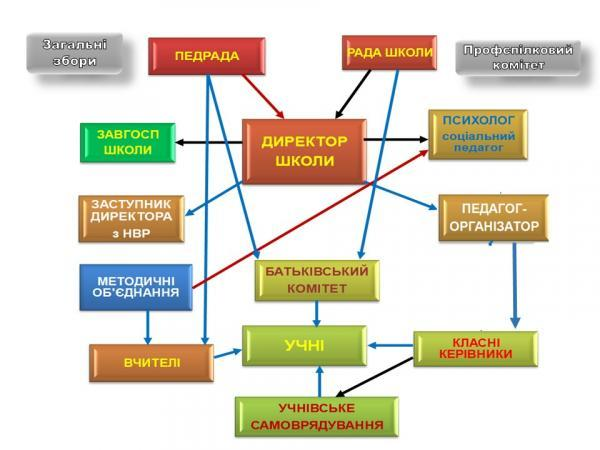 Загальні
збори
ПЕДРАДА
РАДА ШКОЛИ
Профспілковий
комітет
ЗАВГОСП
ШКОЛИ
ДИРЕКТОР
ШКОЛИ
ПСИХОЛОГ
соціальний
педагог
ЗАСТУПНИК
ДИРЕКТОРА
з НВР
ПЕДАГОГ-
ОРГАНІЗАТОР
МЕТОДИЧНІ
ОБ'ЄДНАННЯ
БАТЬКІВСЬКИЙ
КОМІТЕТ
ВЧИТЕЛІ
УЧНІ
КЛАСНІ
КЕРІВНИКИ
УЧНІВСЬКЕ
САМОВРЯДУВАННЯ